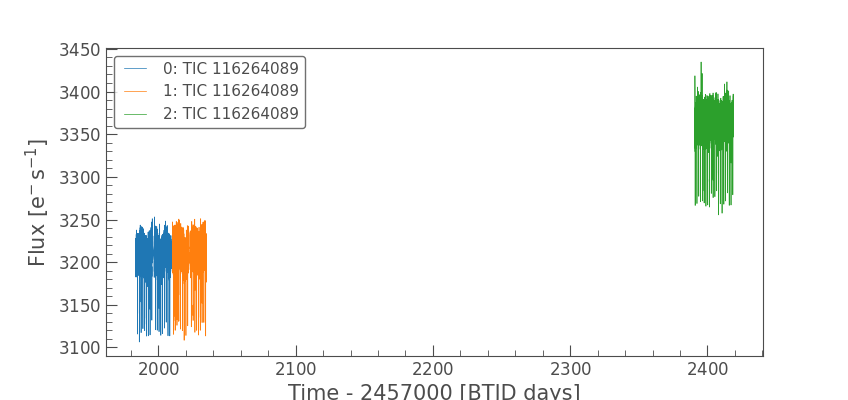 3450
3400
3350
3300
3250
3200
3150
3100
Flux [e⁻ s⁻¹]
0: TIC 116264089
1: TIC 116264089
2: TIC 116264089
2000 2100 2200 2300 2400
Time - 2457000 [BTJD days]